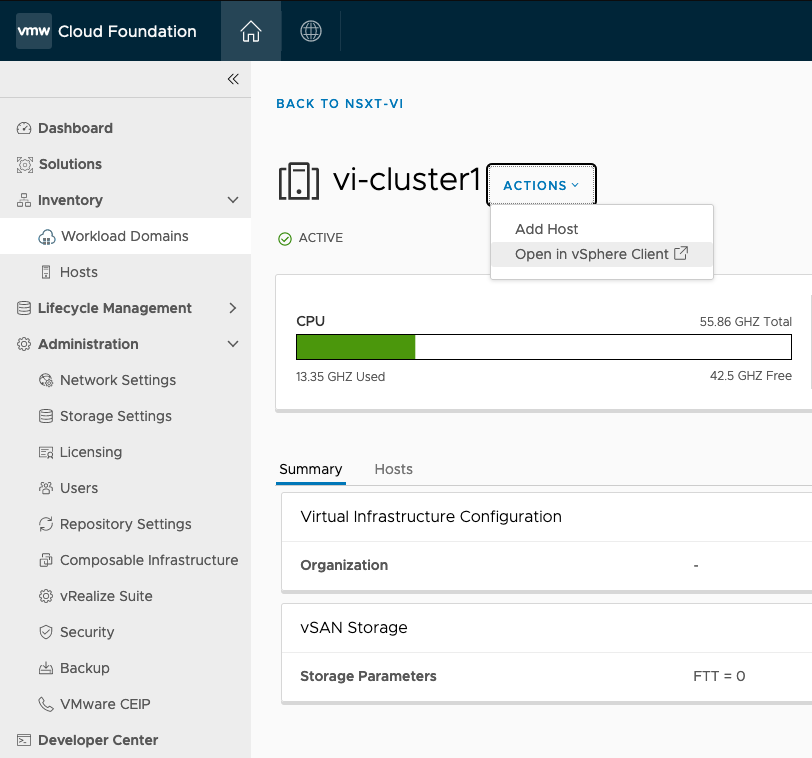 vmw Cloud Foundation
Dashboard
Solutions
Inventory
Workload Domains
Hosts
Lifecycle Management
Administration
Network Settings
Storage Settings
Licensing
Users
Repository Settings
Composable Infrastructure
vRealize Suite
Security
Backup
VMware CEIP
Developer Center
BACK TO NSXT-VI
vi-cluster1 ACTIONS
Add Host
Open in vSphere Client
ACTIVE
CPU 55.86 GHZ Total
13.35 GHZ Used 42.5 GHZ Free
Summary Hosts
Virtual Infrastructure Configuration
Organization -
vSAN Storage
Storage Parameters FTT = 0